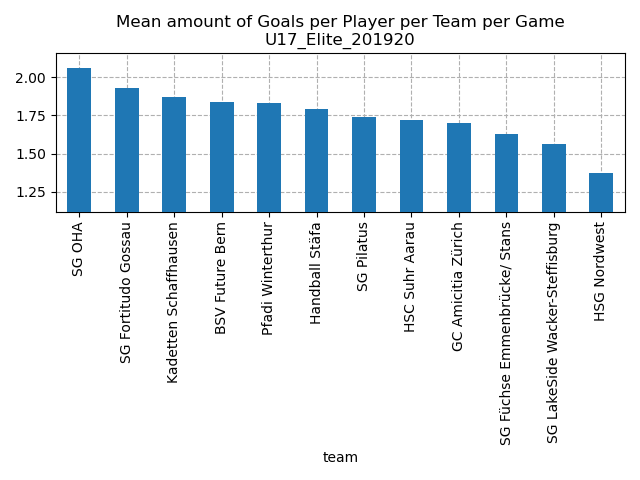 Mean amount of Goals per Player per Team per Game
U17_Elite_201920
2.00
1.75
1.50
1.25
SG OHA
SG Fortitudo Gossau
Kadetten Schaffhausen
BSV Future Bern
Pfadi Winterthur
Handball Stäfa
SG Pilatus
HSC Suhr Aarau
GC Amicitia Zürich
SG Füchse Emmenbrücke/ Stans
SG LakeSide Wacker-Steffisburg
HSG Nordwest
team